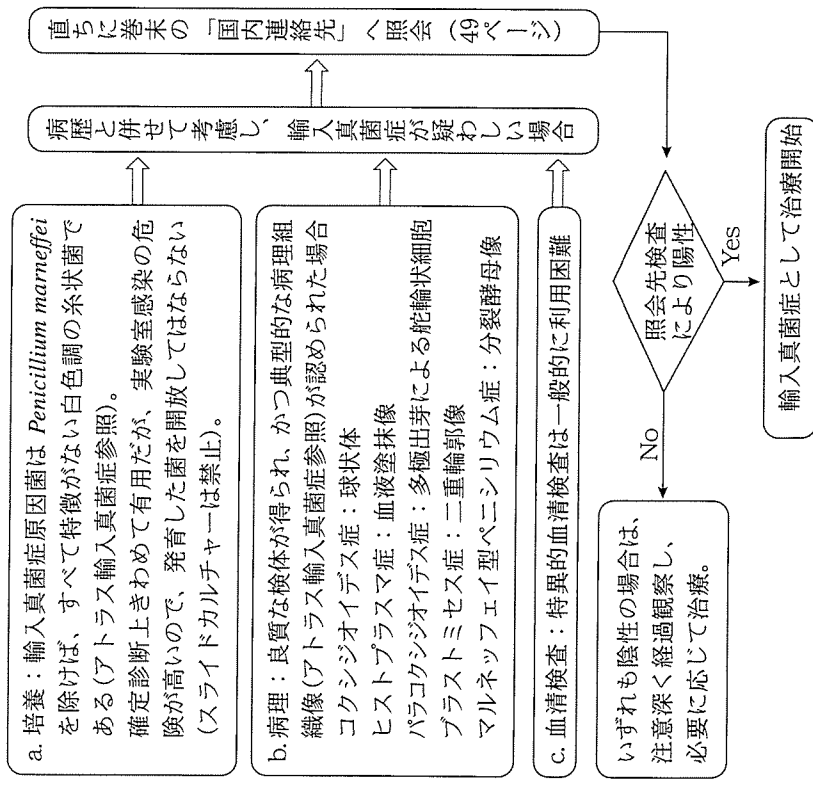 a. 培養：輸入真菌症原因菌は Penicillium marneffei
を除けば、すべて特徴がない白色調の糸状菌で
ある（アトラス輸入真菌症参照）。
確定診断上きわめて有用だが、実験室感染の危
険が高いので、発育した菌を開放してはならない
（スライドカルチャーは禁止）。
b. 病理：良質な検体が得られ、かつ典型的な病理組
織像（アトラス輸入真菌症参照）が認められた場合
コクシジオイデス症：球状体
ヒストプラスマ症：血液塗抹像
パラコクシジオイデス症：多極出芽による舵輪状細胞
ブラストミセス症：二重輪郭像
マルネッフェイ型ペニシリウム症：分裂酵母像
c. 血清検査：特異的血清検査は一般的に利用困難
病歴と併せて考慮し、輸入真菌症が疑わしい場合
直ちに巻末の「国内連絡先」へ照会（49ページ）
照会先検査
により陽性
No
Yes
いずれも陰性の場合は、
注意深く経過観察し、
必要に応じて治療。
輸入真菌症として治療開始